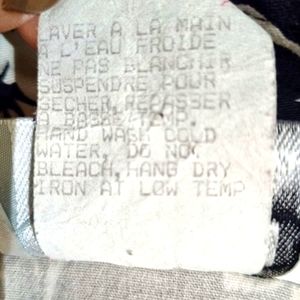 LAVER A LA MAIN
A L'EAU FROIDE
NE PAS BLANCHIR
SUSPENDRE POUR
SECHER, REPASSER
A BASSE/TEMP.
HAND WASH COLD
WATER, DO NOT
BLEACH, HANG DRY
IRON AT LOW TEMP